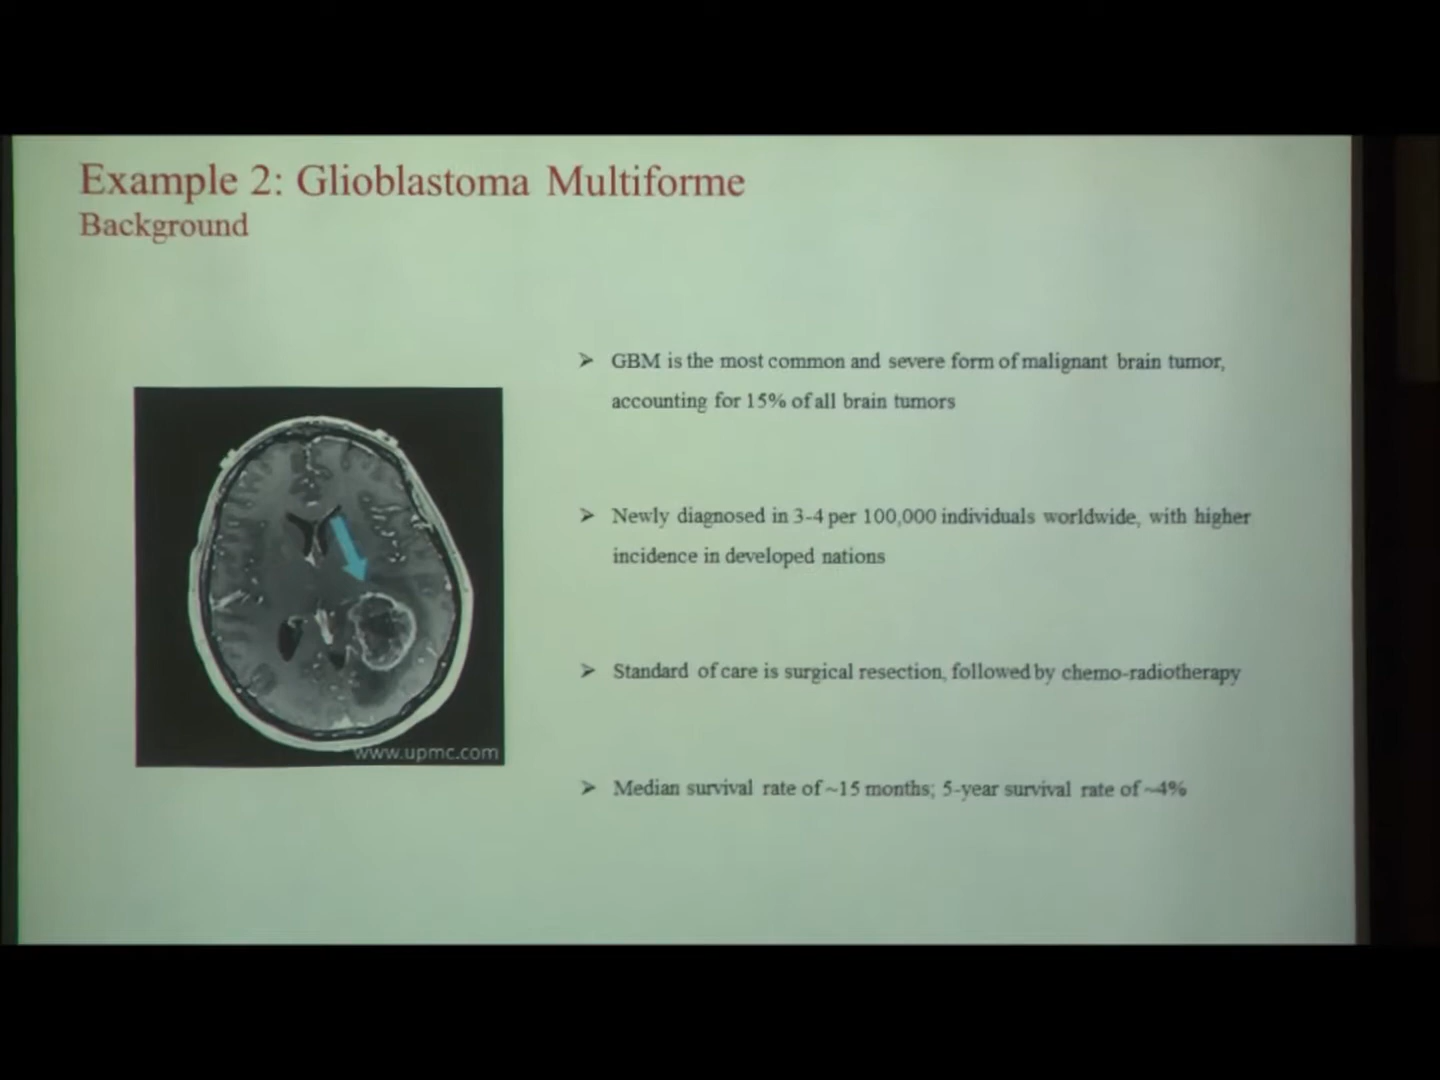 Example 2: Glioblastoma Multiforme
Background
➢ GBM is the most common and severe form of malignant brain tumor,
accounting for 15% of all brain tumors
➢ Newly diagnosed in 3-4 per 100,000 individuals worldwide, with higher
incidence in developed nations
➢ Standard of care is surgical resection, followed by chemo-radiotherapy
➢ Median survival rate of ~15 months; 5-year survival rate of ~4%
www.upmc.com